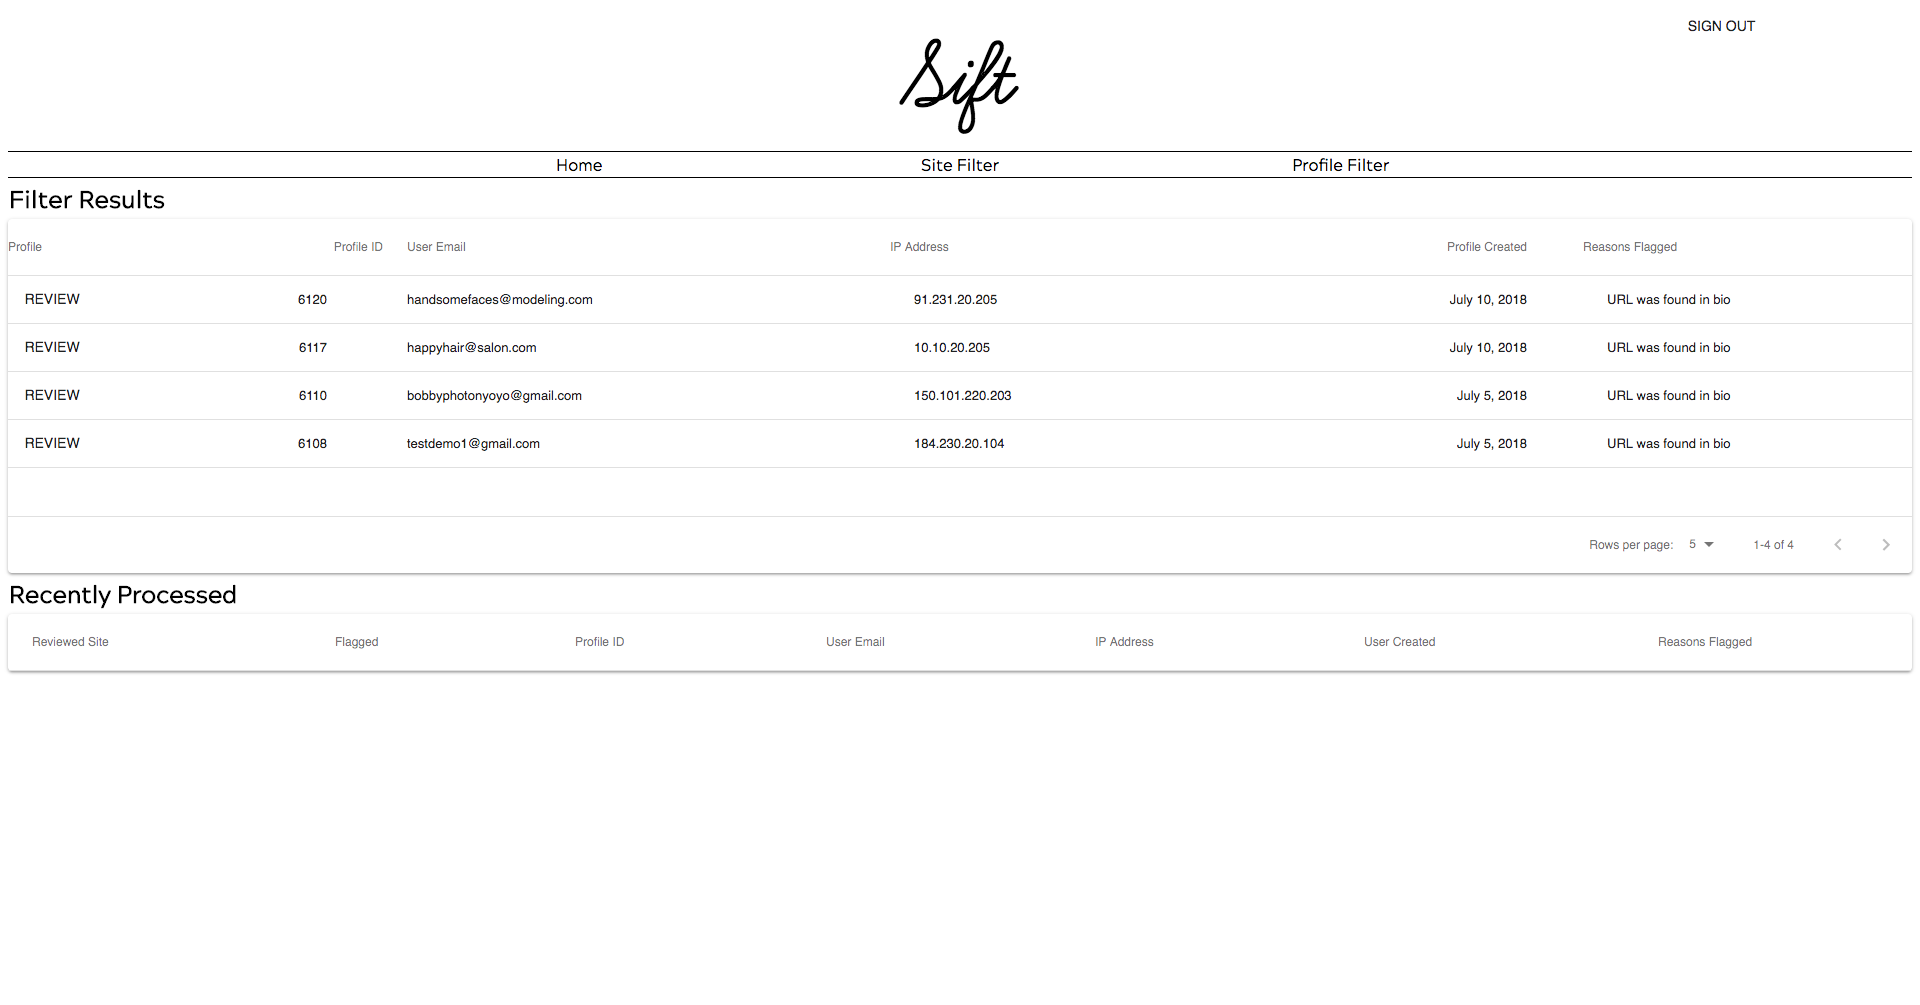 SIGN OUT
Sift
Home Site Filter Profile Filter
Filter Results
Profile Profile ID User Email IP Address Profile Created Reasons Flagged
REVIEW 6120 handsomefaces@modeling.com 91.231.20.205 July 10, 2018 URL was found in bio
REVIEW 6117 happyhair@salon.com 10.10.20.205 July 10, 2018 URL was found in bio
REVIEW 6110 bobbyphotonyoyo@gmail.com 150.101.220.203 July 5, 2018 URL was found in bio
REVIEW 6108 testdemo1@gmail.com 184.230.20.104 July 5, 2018 URL was found in bio
Rows per page: 5 1-4 of 4
Recently Processed
Reviewed Site Flagged Profile ID User Email IP Address User Created Reasons Flagged